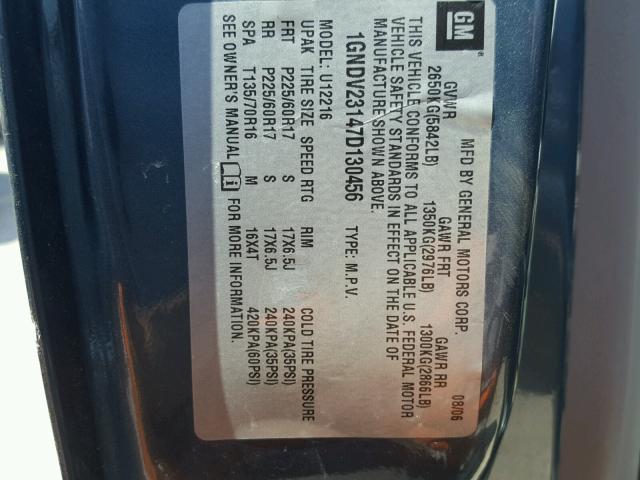 GM
MFD BY GENERAL MOTORS CORP. 08/06
GVWR GAWR FRT GAWR RR
2650KG(5842LB) 1350KG(2976LB) 1300KG(2866LB)
THIS VEHICLE CONFORMS TO ALL APPLICABLE U.S. FEDERAL MOTOR
VEHICLE SAFETY STANDARDS IN EFFECT ON THE DATE OF
MANUFACTURE SHOWN ABOVE.
1GNDV23147D130456 TYPE: M.P.V.
MODEL: U12216
UPAK TIRE SIZE SPEED RTG RIM COLD TIRE PRESSURE
FRT P225/60R17 S 17X6.5J 240KPA(35PSI)
RR P225/60R17 S 17X6.5J 240KPA(35PSI)
SPA T135/70R16 M 16X4T 420KPA(60PSI)
SEE OWNER'S MANUAL FOR MORE INFORMATION.